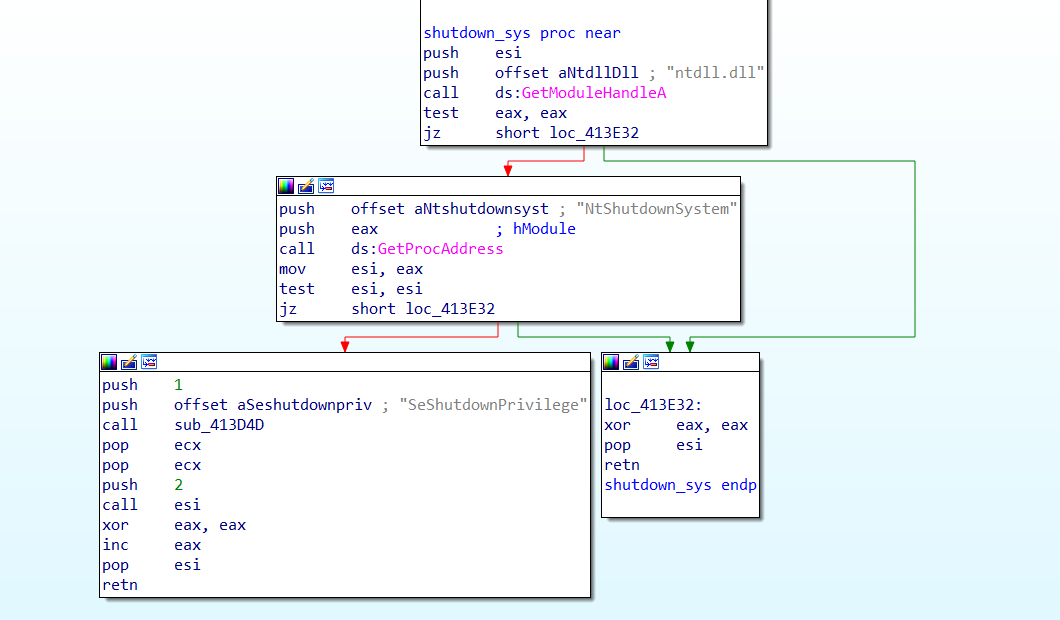 shutdown_sys proc near
push esi
push offset aNtdllDll ; "ntdll.dll"
call ds:GetModuleHandleA
test eax, eax
jz short loc_413E32
push offset aNtshutdownsyst ; "NtShutdownSystem"
push eax ; hModule
call ds:GetProcAddress
mov esi, eax
test esi, esi
jz short loc_413E32
push 1
push offset aSeshutdownpriv ; "SeShutdownPrivilege"
call sub_413D4D
pop ecx
pop ecx
push 2
call esi
xor eax, eax
inc eax
pop esi
retn
loc_413E32:
xor eax, eax
pop esi
retn
shutdown_sys endp